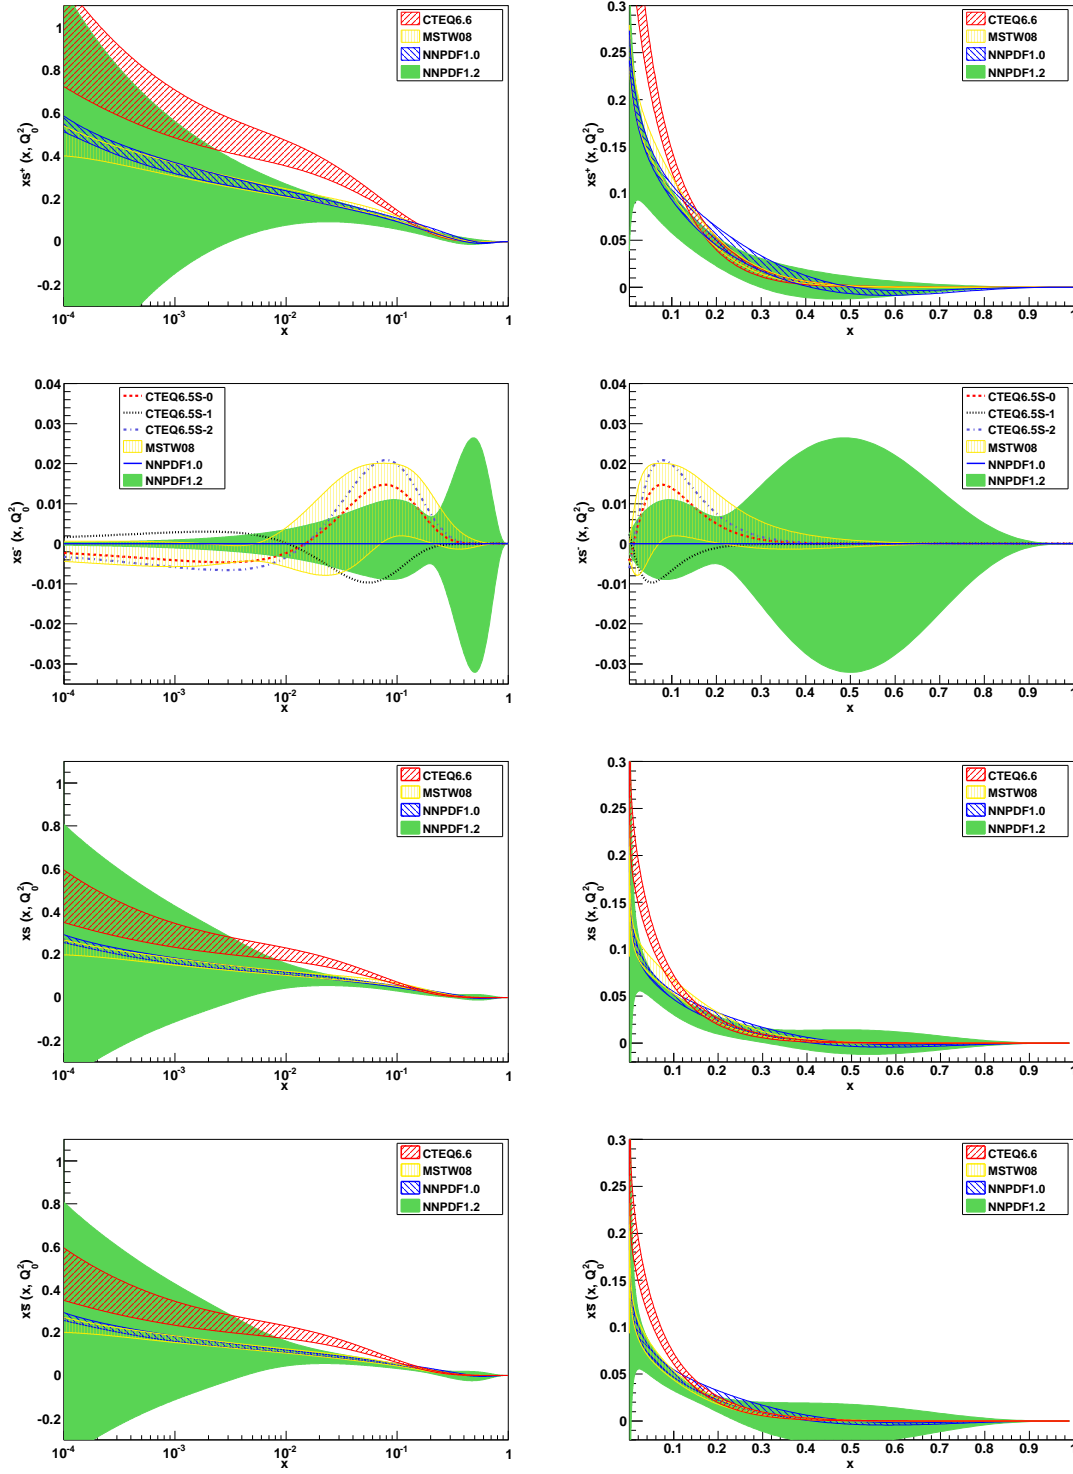 xs⁺ (x, Q₀²)
1
0.8
0.6
0.4
0.2
0
-0.2
10⁻⁴ 10⁻³ 10⁻² 10⁻¹ 1
x
CTEQ6.6
MSTW08
NNPDF1.0
NNPDF1.2
xs⁺ (x, Q₀²)
0.3
0.25
0.2
0.15
0.1
0.05
0
0.1 0.2 0.3 0.4 0.5 0.6 0.7 0.8 0.9 1
x
CTEQ6.6
MSTW08
NNPDF1.0
NNPDF1.2
xs⁻ (x, Q₀²)
0.04
0.03
0.02
0.01
0
-0.01
-0.02
-0.03
10⁻⁴ 10⁻³ 10⁻² 10⁻¹ 1
x
CTEQ6.5S-0
CTEQ6.5S-1
CTEQ6.5S-2
MSTW08
NNPDF1.0
NNPDF1.2
xs⁻ (x, Q₀²)
0.04
0.03
0.02
0.01
0
-0.01
-0.02
-0.03
0.1 0.2 0.3 0.4 0.5 0.6 0.7 0.8 0.9 1
x
CTEQ6.5S-0
CTEQ6.5S-1
CTEQ6.5S-2
MSTW08
NNPDF1.0
NNPDF1.2
xs (x, Q₀²)
1
0.8
0.6
0.4
0.2
0
-0.2
10⁻⁴ 10⁻³ 10⁻² 10⁻¹ 1
x
CTEQ6.6
MSTW08
NNPDF1.0
NNPDF1.2
xs (x, Q₀²)
0.3
0.25
0.2
0.15
0.1
0.05
0
0.1 0.2 0.3 0.4 0.5 0.6 0.7 0.8 0.9 1
x
CTEQ6.6
MSTW08
NNPDF1.0
NNPDF1.2
xs̄ (x, Q₀²)
1
0.8
0.6
0.4
0.2
0
-0.2
10⁻⁴ 10⁻³ 10⁻² 10⁻¹ 1
x
CTEQ6.6
MSTW08
NNPDF1.0
NNPDF1.2
xs̄ (x, Q₀²)
0.3
0.25
0.2
0.15
0.1
0.05
0
0.1 0.2 0.3 0.4 0.5 0.6 0.7 0.8 0.9 1
x
CTEQ6.6
MSTW08
NNPDF1.0
NNPDF1.2